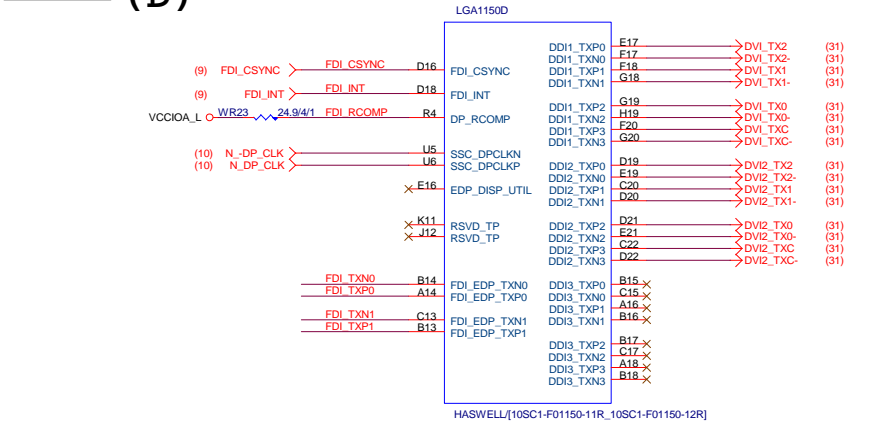 (D)
LGA1150D
(9) FDI_CSYNC FDI_CSYNC D16 FDI_CSYNC
(9) FDI_INT FDI_INT D18 FDI_INT
VCCIOA_L WR23 24.9/4/1 FDI_RCOMP R4 DP_RCOMP
(10) N_-DP_CLK U5 SSC_DPCLKN
(10) N_DP_CLK U6 SSC_DPCLKP
E16 EDP_DISP_UTIL
K11 RSVD_TP
J12 RSVD_TP
FDI_TXN0 B14 FDI_EDP_TXN0
FDI_TXP0 A14 FDI_EDP_TXP0
FDI_TXN1 C13 FDI_EDP_TXN1
FDI_TXP1 B13 FDI_EDP_TXP1
DDI1_TXP0 E17 DVI_TX2 (31)
DDI1_TXN0 F17 DVI_TX2- (31)
DDI1_TXP1 F18 DVI_TX1 (31)
DDI1_TXN1 G18 DVI_TX1- (31)
DDI1_TXP2 G19 DVI_TX0 (31)
DDI1_TXN2 H19 DVI_TX0- (31)
DDI1_TXP3 F20 DVI_TXC (31)
DDI1_TXN3 G20 DVI_TXC- (31)
DDI2_TXP0 D19 DVI2_TX2 (31)
DDI2_TXN0 E19 DVI2_TX2- (31)
DDI2_TXP1 C20 DVI2_TX1 (31)
DDI2_TXN1 D20 DVI2_TX1- (31)
DDI2_TXP2 D21 DVI2_TX0 (31)
DDI2_TXN2 E21 DVI2_TX0- (31)
DDI2_TXP3 C22 DVI2_TXC (31)
DDI2_TXN3 D22 DVI2_TXC- (31)
DDI3_TXP0 B15
DDI3_TXN0 C15
DDI3_TXP1 A16
DDI3_TXN1 B16
DDI3_TXP2 B17
DDI3_TXN2 C17
DDI3_TXP3 A18
DDI3_TXN3 B18
HASWELL/[10SC1-F01150-11R_10SC1-F01150-12R]